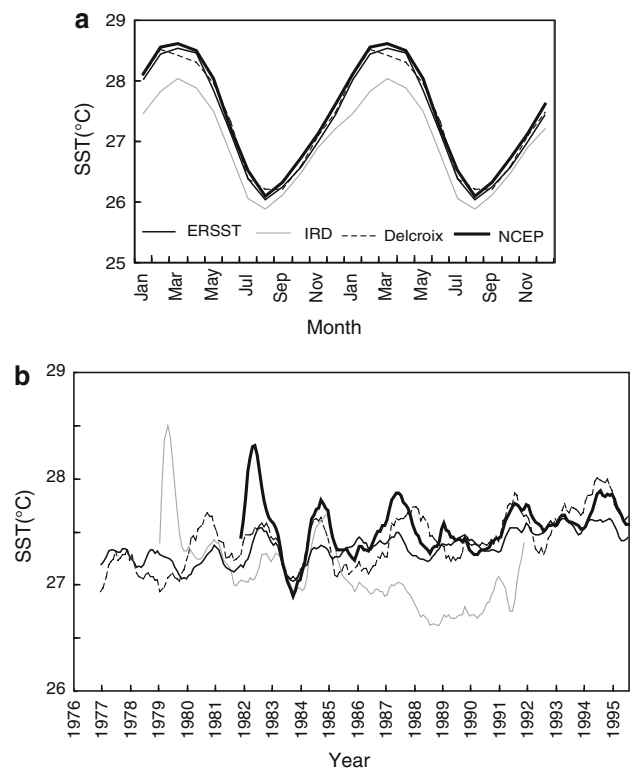 a
29
28
27
26
25
SST(°C)
ERSST IRD Delcroix NCEP
Jan Mar May Jul Sep Nov Jan Mar May Jul Sep Nov
Month
b
29
28
27
26
SST(°C)
1976 1977 1978 1979 1980 1981 1982 1983 1984 1985 1986 1987 1988 1989 1990 1991 1992 1993 1994 1995
Year